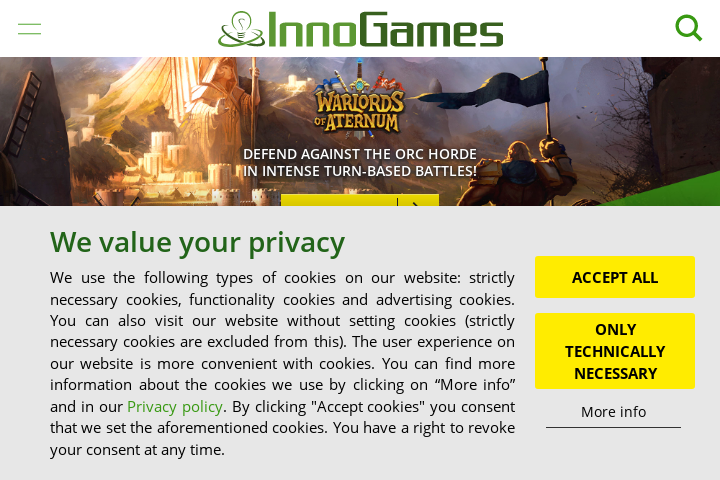 InnoGames
WARLORDS
OF ATERNUM
DEFEND AGAINST THE ORC HORDE
IN INTENSE TURN-BASED BATTLES!
We value your privacy
We use the following types of cookies on our website: strictly
necessary cookies, functionality cookies and advertising cookies.
You can also visit our website without setting cookies (strictly
necessary cookies are excluded from this). The user experience on
our website is more convenient with cookies. You can find more
information about the cookies we use by clicking on “More info”
and in our Privacy policy. By clicking "Accept cookies" you consent
that we set the aforementioned cookies. You have a right to revoke
your consent at any time.
ACCEPT ALL
ONLY
TECHNICALLY
NECESSARY
More info